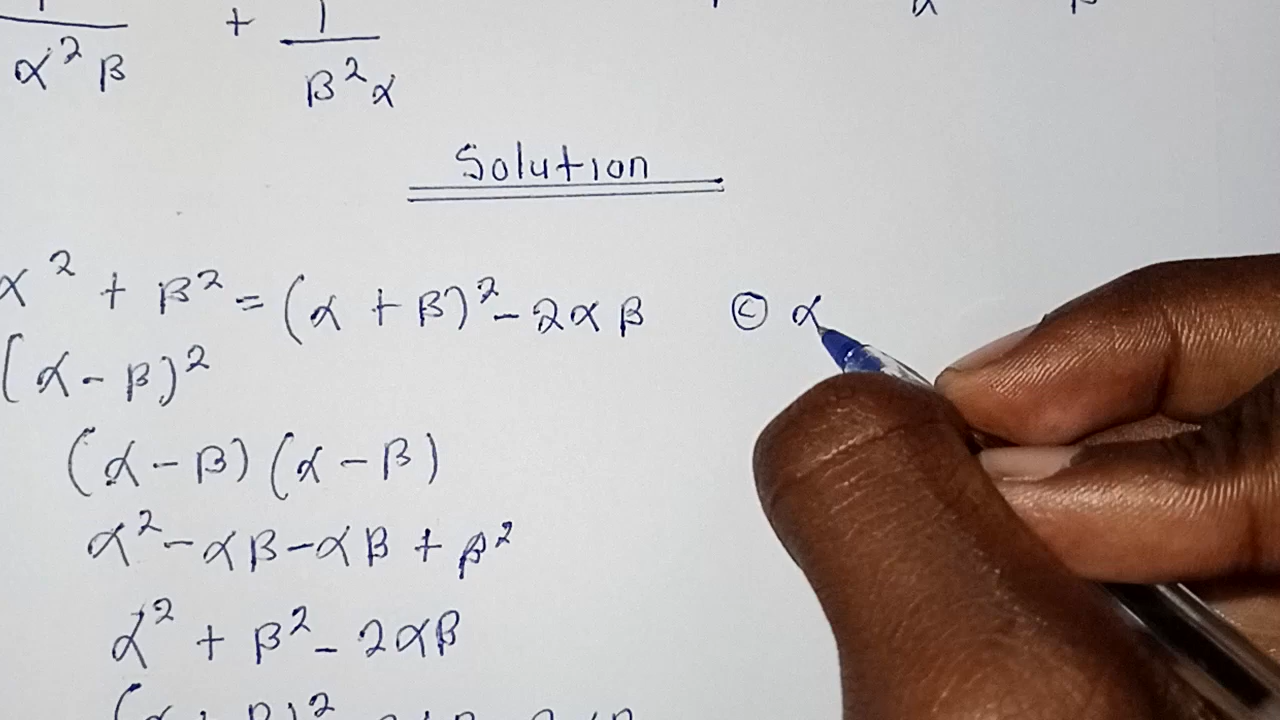 1/(α²β) + 1/(β²α)
Solution
α² + β² = (α + β)² - 2αβ
(α - β)²
(α - β)(α - β)
α² - αβ - αβ + β²
α² + β² - 2αβ
ⓒ α